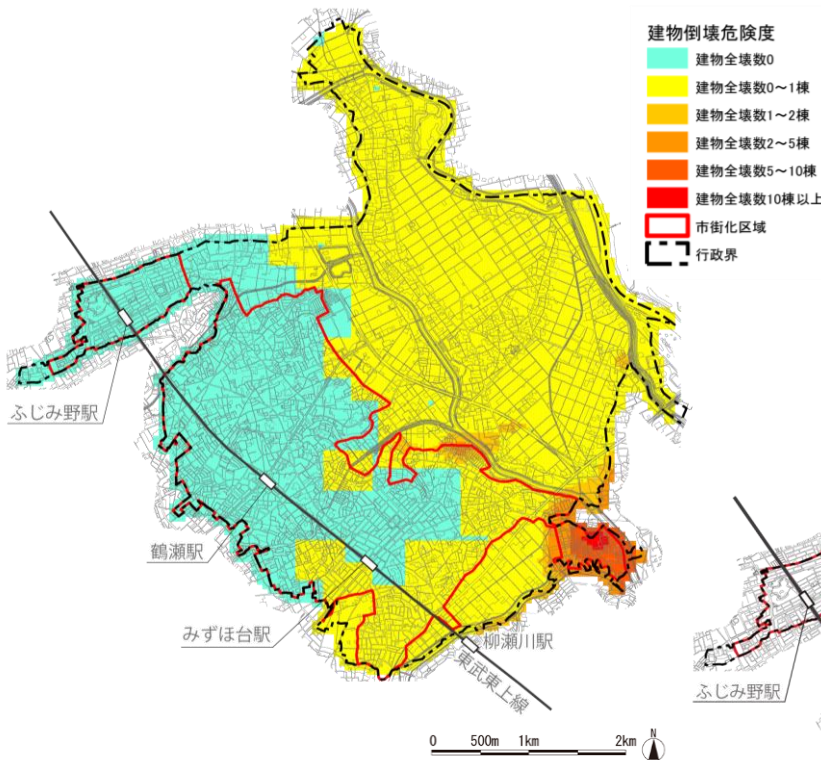 建物倒壊危険度
建物全壊数0
建物全壊数0～1棟
建物全壊数1～2棟
建物全壊数2～5棟
建物全壊数5～10棟
建物全壊数10棟以上
市街化区域
行政界
ふじみ野駅
鶴瀬駅
みずほ台駅
柳瀬川駅
東武東上線
ふじみ野駅
0 500m 1km 2km
N